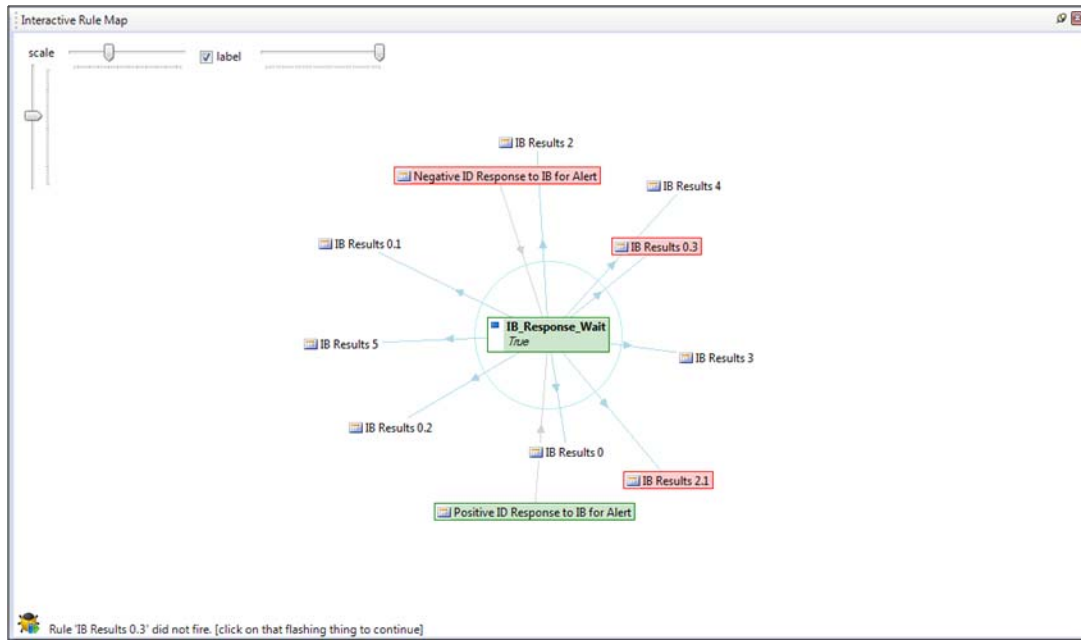 Interactive Rule Map
scale
label
IB Results 2
Negative ID Response to IB for Alert
IB Results 4
IB Results 0.1
IB Results 0.3
IB_Response_Wait
True
IB Results 5
IB Results 3
IB Results 0.2
IB Results 0
IB Results 2.1
Positive ID Response to IB for Alert
Rule 'IB Results 0.3' did not fire. [click on that flashing thing to continue]